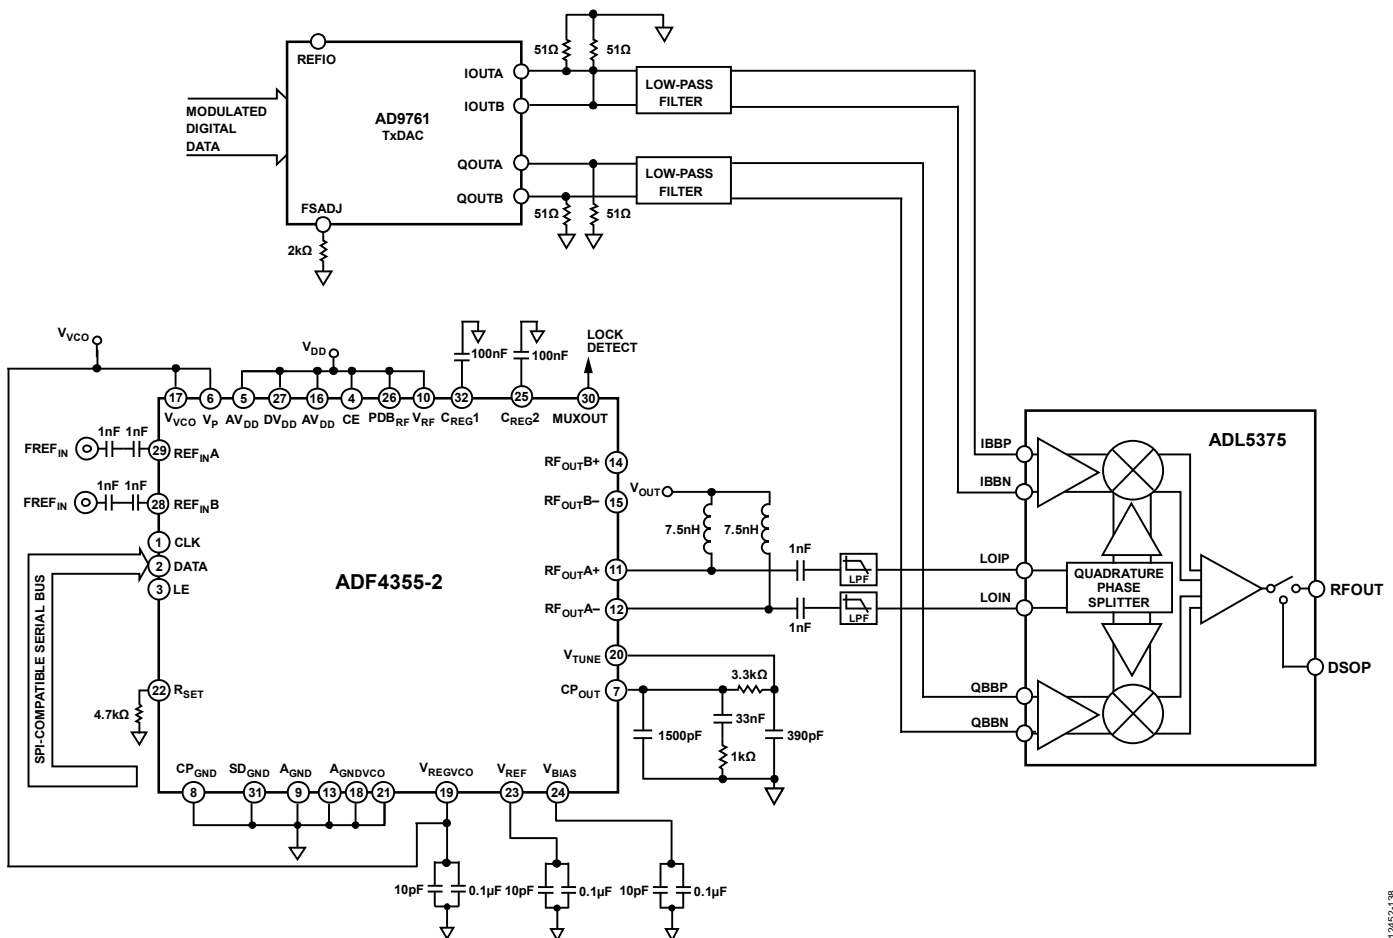 REFIO
AD9761
TxDAC
MODULATED
DIGITAL
DATA
IOUTA
IOUTB
QOUTA
QOUTB
FSADJ
2kΩ
51Ω
51Ω
51Ω
51Ω
LOW-PASS
FILTER
LOW-PASS
FILTER
VVCO
VDD
100nF
100nF
LOCK
DETECT
17
6
5
27
16
4
26
10
32
25
30
VVCO
VP
AVDD
DVDD
AVDD
CE
PDBRF
VRF
CREG1
CREG2
MUXOUT
FREFIN
1nF
1nF
29
REFINA
FREFIN
1nF
1nF
28
REFINB
1
CLK
2
DATA
3
LE
SPI-COMPATIBLE SERIAL BUS
22
RSET
4.7kΩ
ADF4355-2
RFOUTB+
14
RFOUTB–
15
VOUT
7.5nH
7.5nH
RFOUTA+
11
1nF
LPF
RFOUTA–
12
1nF
LPF
VTUNE
20
CPOUT
7
3.3kΩ
33nF
1500pF
1kΩ
390pF
CPGND
SDGND
AGND
AGNDVCO
VREGVCO
VREF
VBIAS
8
31
9
13
18
21
19
23
24
10pF
0.1µF
10pF
0.1µF
10pF
0.1µF
ADL5375
IBBP
IBBN
LOIP
LOIN
QUADRATURE
PHASE
SPLITTER
QBBP
QBBN
RFOUT
DSOP
12452-138